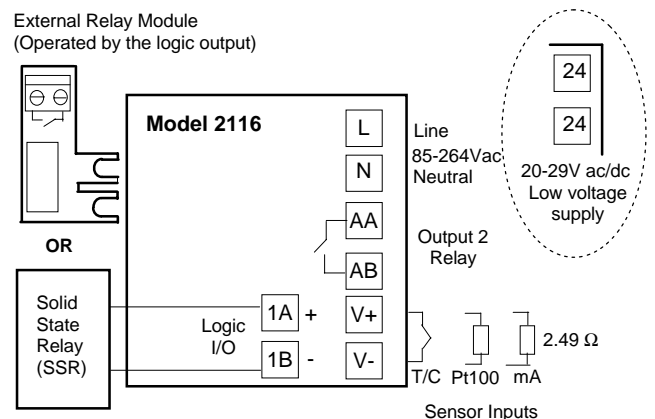 External Relay Module
(Operated by the logic output)
24
24
20-29V ac/dc
Low voltage
supply
Model 2116
L
Line
85-264Vac
N
Neutral
AA
Output 2
Relay
AB
OR
Solid
State
Relay
(SSR)
Logic
I/O
1A +
1B -
V+
V-
2.49 Ω
T/C Pt100 mA
Sensor Inputs